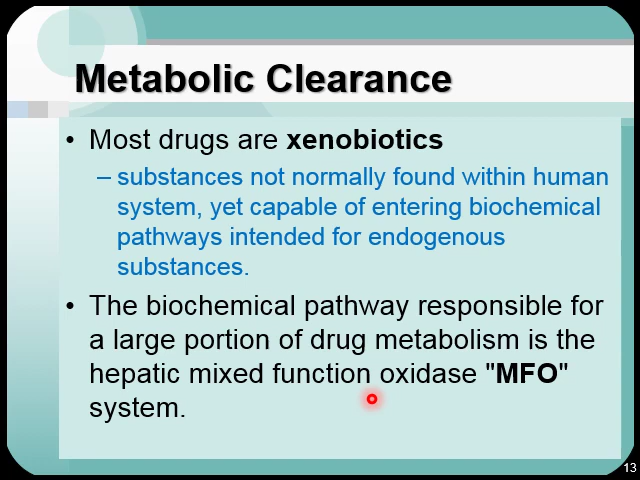 Metabolic Clearance
• Most drugs are xenobiotics
– substances not normally found within human
system, yet capable of entering biochemical
pathways intended for endogenous
substances.
• The biochemical pathway responsible for
a large portion of drug metabolism is the
hepatic mixed function oxidase "MFO"
system.
13